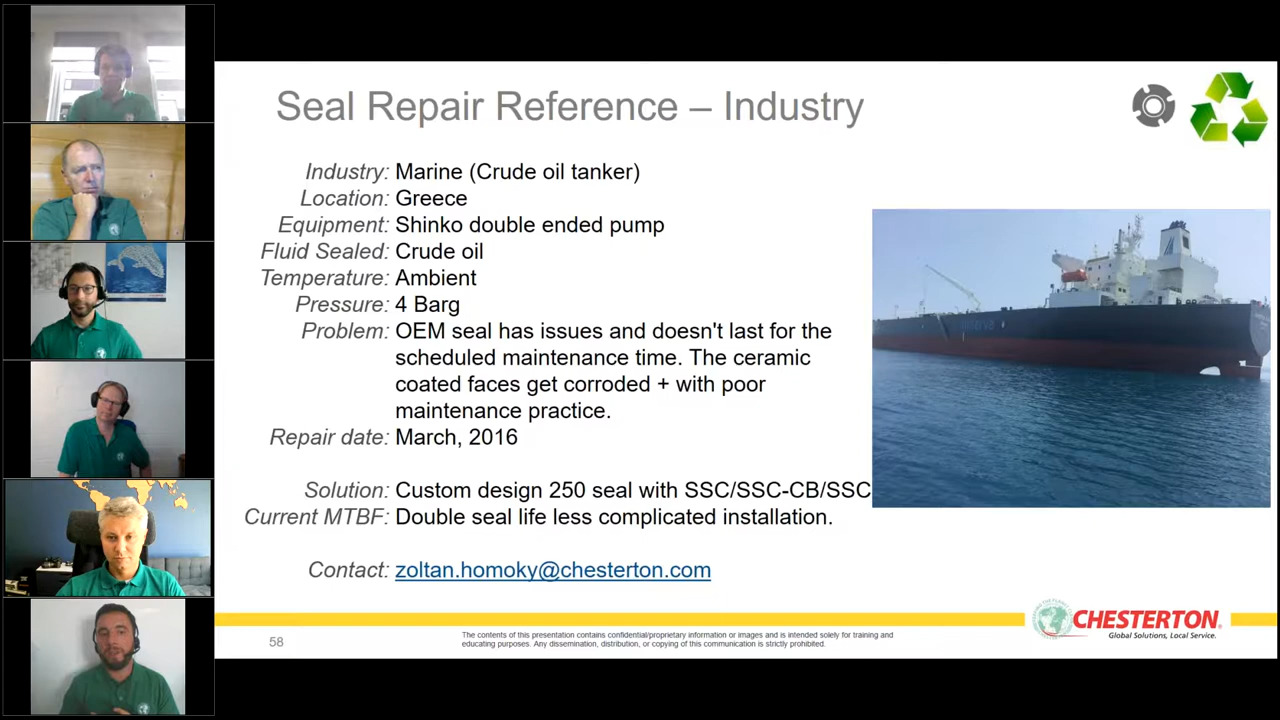 Seal Repair Reference – Industry
Industry: Marine (Crude oil tanker)
Location: Greece
Equipment: Shinko double ended pump
Fluid Sealed: Crude oil
Temperature: Ambient
Pressure: 4 Barg
Problem: OEM seal has issues and doesn't last for the
scheduled maintenance time. The ceramic
coated faces get corroded + with poor
maintenance practice.
Repair date: March, 2016
Solution: Custom design 250 seal with SSC/SSC-CB/SSC
Current MTBF: Double seal life less complicated installation.
Contact: zoltan.homoky@chesterton.com
CHESTERTON
Global Solutions, Local Service.
58
The contents of this presentation contains confidential/proprietary information or images and is intended solely for training and
educating purposes. Any dissemination, distribution, or copying of this communication is strictly prohibited.